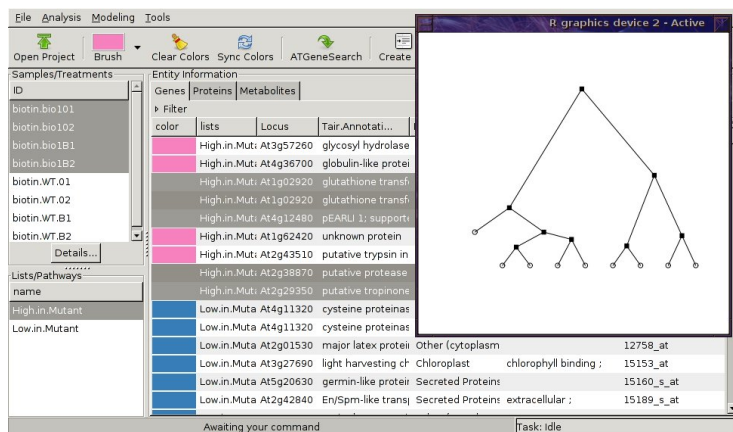 File Analysis Modeling Tools
R graphics device 2 - Active
Open Project Brush Clear Colors Sync Colors ATGeneSearch Create
Samples/Treatments
Entity Information
ID
Genes Proteins Metabolites
Filter
biotin.bio101
biotin.bio102
biotin.bio1B1
biotin.bio1B2
biotin.WT.01
biotin.WT.02
biotin.WT.B1
biotin.WT.B2
Details...
Lists/Pathways
name
High.in.Mutant
Low.in.Mutant
color lists Locus Tair.Annotati...
High.in.Muta At3g57260 glycosyl hydrolase
High.in.Muta At4g36700 globulin-like protei
High.in.Muta At1g02920 glutathione transf
High.in.Muta At1g02920 glutathione transf
High.in.Muta At4g12480 pEARLI 1; support
High.in.Muta At1g62420 unknown protein
High.in.Muta At2g43510 putative trypsin in
High.in.Muta At2g38870 putative protease
High.in.Muta At2g29350 putative tropinone
Low.in.Muta At4g11320 cysteine proteinas
Low.in.Muta At4g11320 cysteine proteinas
Low.in.Muta At2g01530 major latex protei Other (cytoplasm 12758_at
Low.in.Muta At3g27690 light harvesting ch Chloroplast chlorophyll binding ; 15153_at
Low.in.Muta At5g20630 germin-like protei Secreted Proteins 15160_s_at
Low.in.Muta At2g42840 En/Spm-like transp Secreted Proteins extracellular ; 15189_s_at
Awaiting your command
Task: Idle